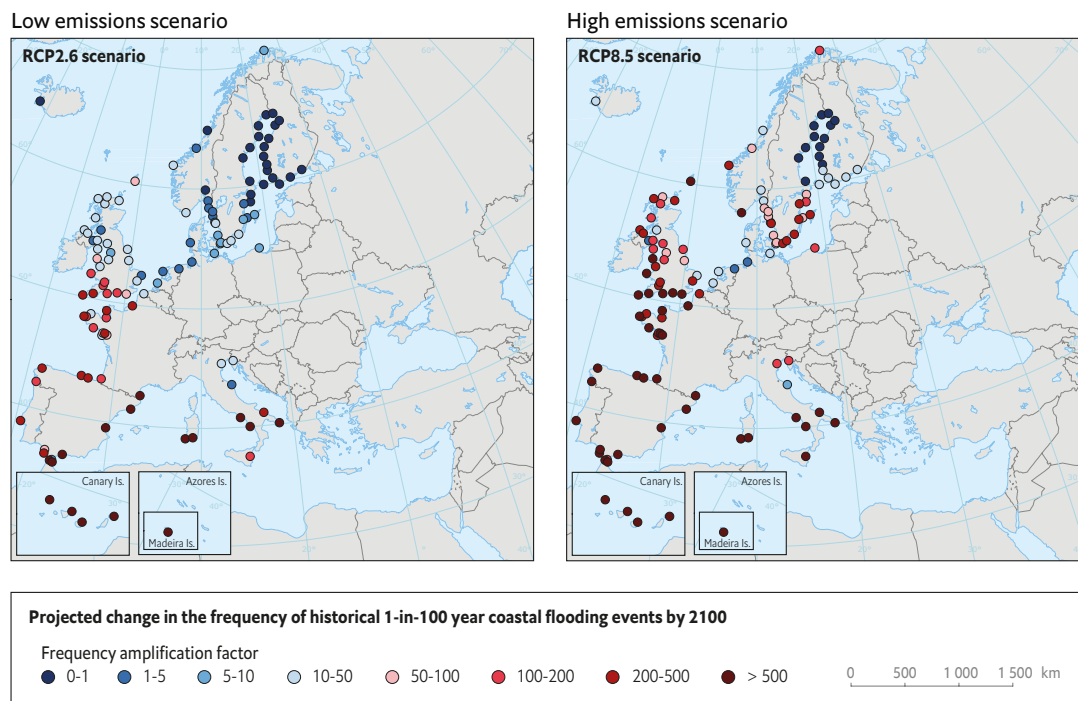 Low emissions scenario
High emissions scenario
RCP2.6 scenario
RCP8.5 scenario
Canary Is.
Azores Is.
Madeira Is.
Canary Is.
Azores Is.
Madeira Is.
Projected change in the frequency of historical 1-in-100 year coastal flooding events by 2100
Frequency amplification factor
0-1 1-5 5-10 10-50 50-100 100-200 200-500 > 500
0 500 1 000 1 500 km